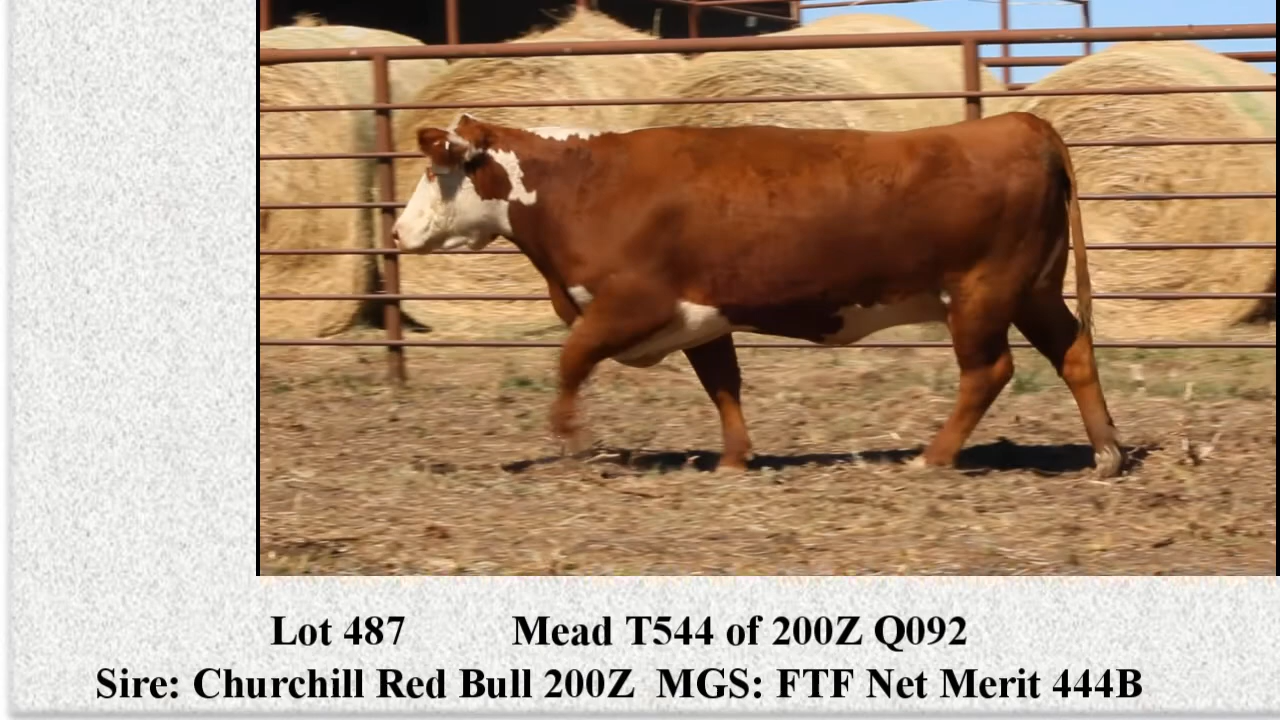 Lot 487 Mead T544 of 200Z Q092
Sire: Churchill Red Bull 200Z MGS: FTF Net Merit 444B